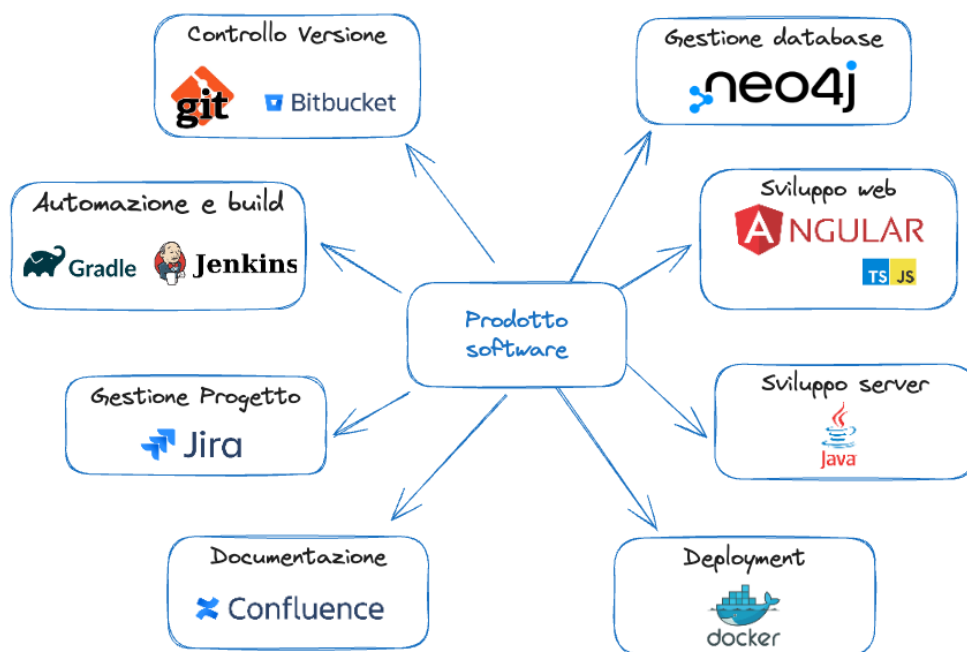 Controllo Versione
git
Bitbucket
Gestione database
neo4j
Automazione e build
Gradle
Jenkins
Sviluppo web
ANGULAR
TS JS
Prodotto
software
Gestione Progetto
Jira
Sviluppo server
Java
Documentazione
Confluence
Deployment
docker